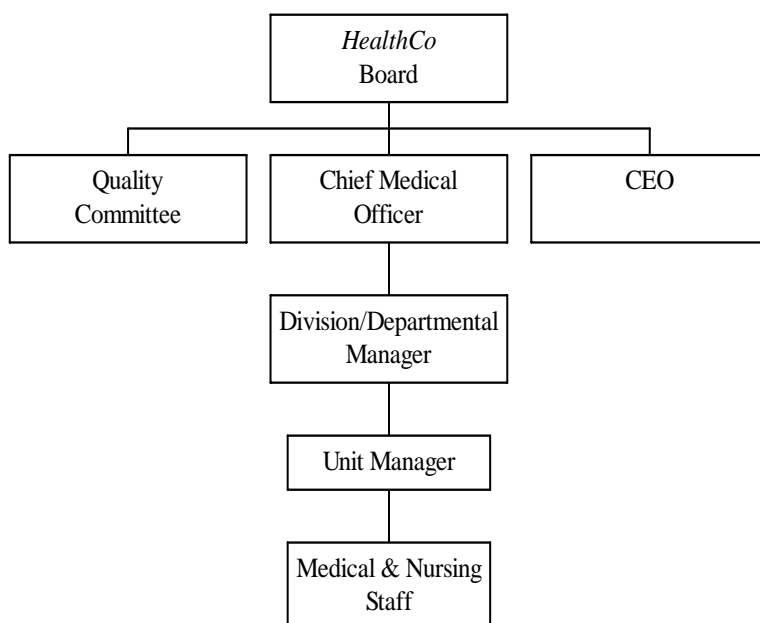 HealthCo
Board
Quality
Committee
Chief Medical
Officer
CEO
Division/Departmental
Manager
Unit Manager
Medical & Nursing
Staff